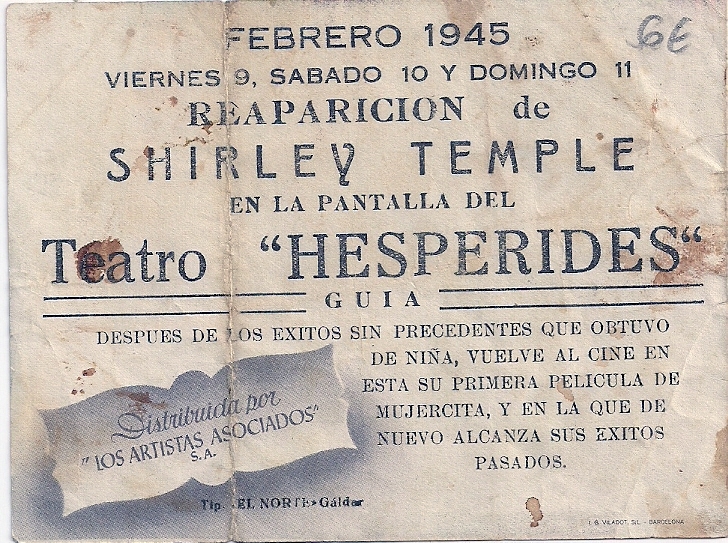 FEBRERO 1945
6€
VIERNES 9, SABADO 10 Y DOMINGO 11
REAPARICION de
SHIRLEY TEMPLE
EN LA PANTALLA DEL
Teatro "HESPERIDES"
GUIA
DESPUES DE LOS EXITOS SIN PRECEDENTES QUE OBTUVO
DE NIÑA, VUELVE AL CINE EN
ESTA SU PRIMERA PELICULA DE
MUJERCITA, Y EN LA QUE DE
NUEVO ALCANZA SUS EXITOS
PASADOS.
Distribuida por
"LOS ARTISTAS ASOCIADOS"
S.A.
Tip. EL NORTE-Gáldar
I. G. VILADOT, S.L. - BARCELONA